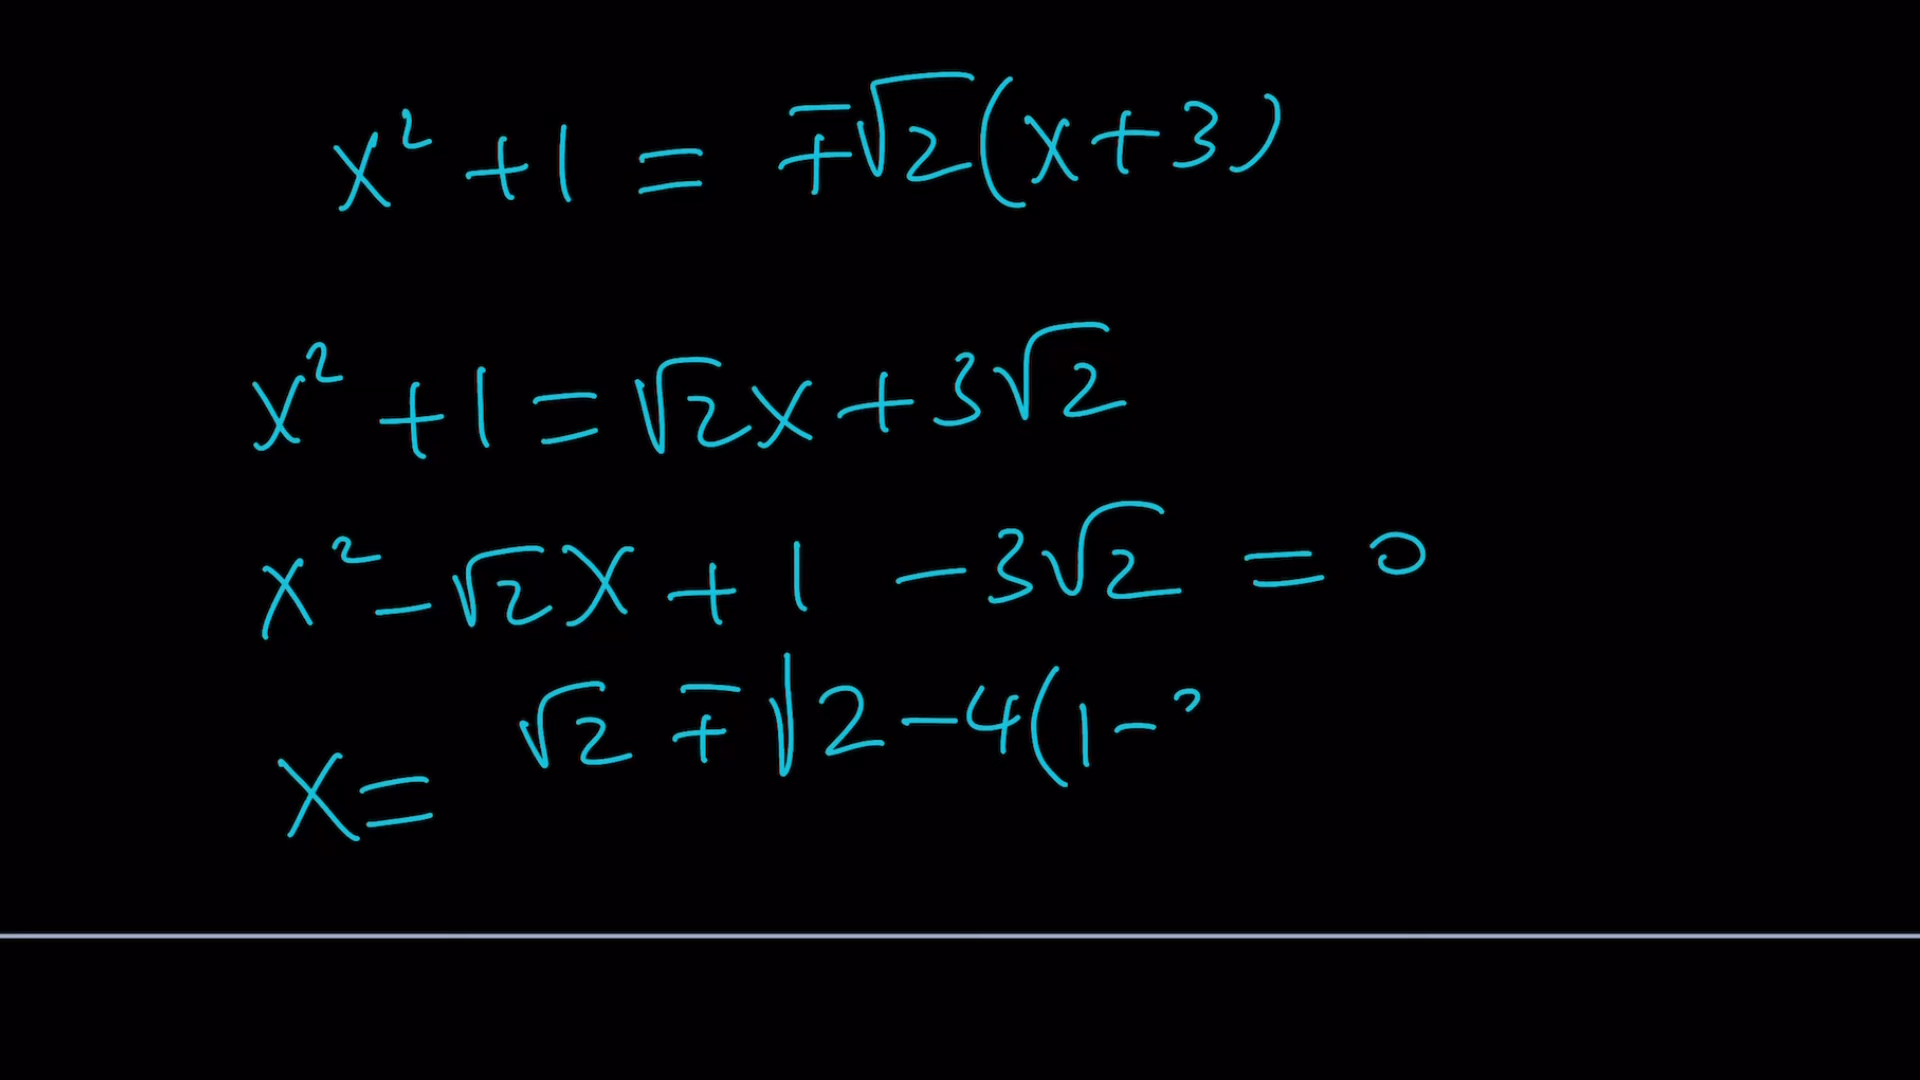 x² + 1 = ∓√2(x+3)
x² + 1 = √2x + 3√2
x² - √2x + 1 - 3√2 = 0
x = √2 ∓ √2-4(1-